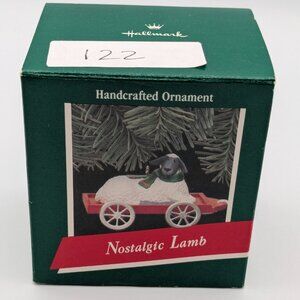 Hallmark
122
Handcrafted Ornament
Nostalgic Lamb